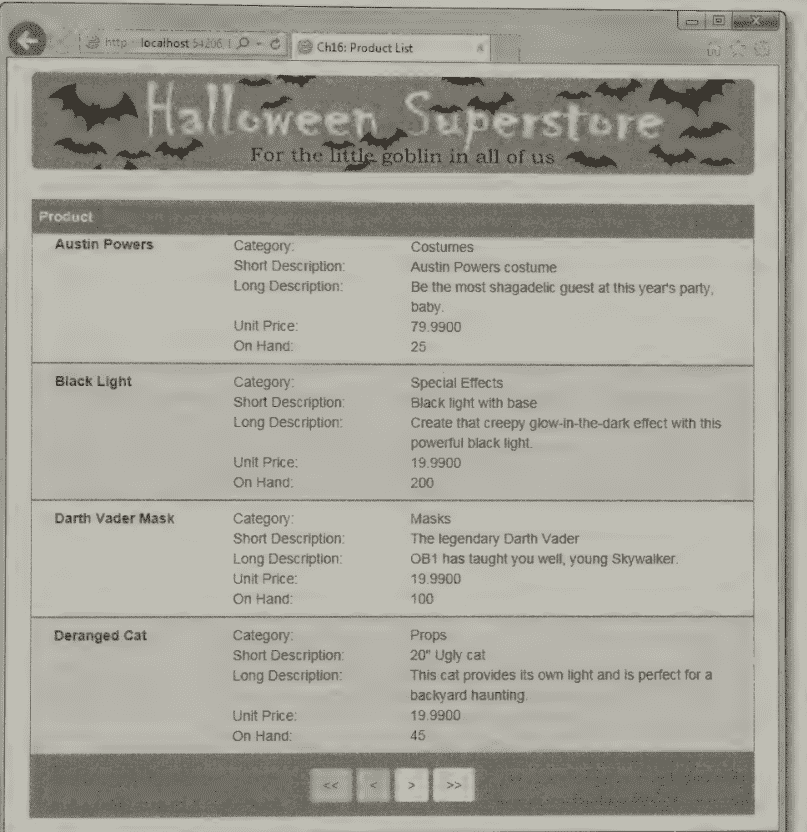 http localhost:54206
Ch16: Product List
Halloween Superstore
For the little goblin in all of us
Product
Austin Powers Category: Costumes
Short Description: Austin Powers costume
Long Description: Be the most shagadelic guest at this year's party,
baby.
Unit Price: 79.9900
On Hand: 25
Black Light Category: Special Effects
Short Description: Black light with base
Long Description: Create that creepy glow-in-the-dark effect with this
powerful black light.
Unit Price: 19.9900
On Hand: 200
Darth Vader Mask Category: Masks
Short Description: The legendary Darth Vader
Long Description: OB1 has taught you well, young Skywalker.
Unit Price: 19.9900
On Hand: 100
Deranged Cat Category: Props
Short Description: 20" Ugly cat
Long Description: This cat provides its own light and is perfect for a
backyard haunting.
Unit Price: 19.9900
On Hand: 45
<< < > >>